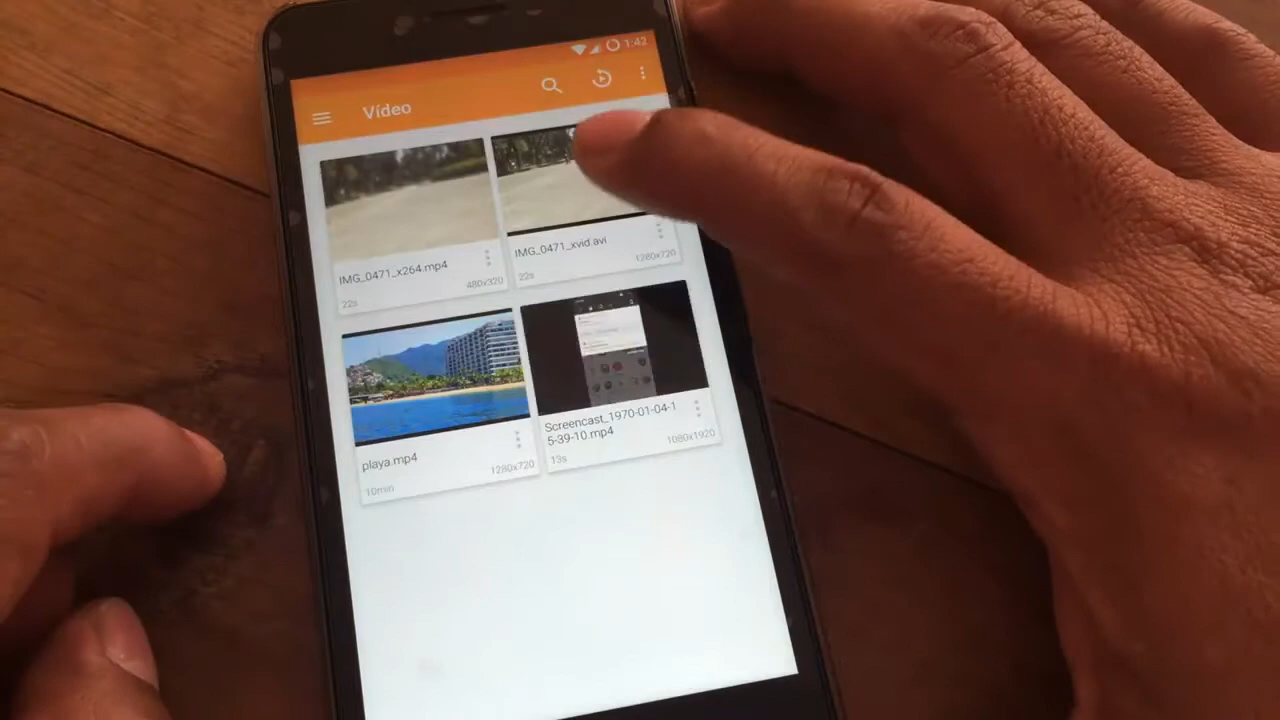 1:42
Vídeo
IMG_0471_x264.mp4
22s
480x320
IMG_0471_xvid.avi
22s
1280x720
playa.mp4
10min
1280x720
Screencast_1970-01-04-1
5-39-10.mp4
13s
1080x1920